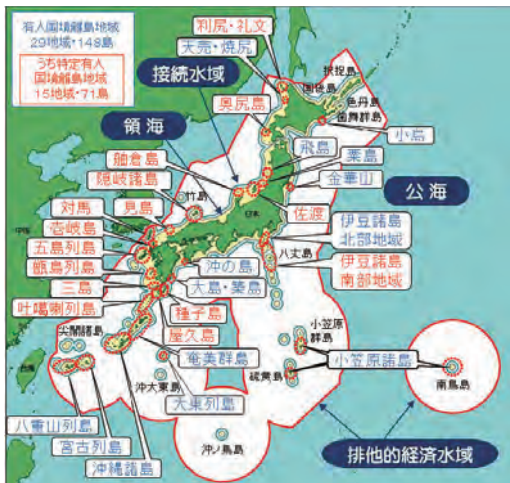 有人国境離島地域
29地域・148島
うち特定有人
国境離島地域
15地域・71島
利尻・礼文
天売・焼尻
接続水域
択捉島
国後島
色丹島
歯舞群島
奥尻島
小島
領海
飛島
粟島
舳倉島
隠岐諸島
竹島
金華山
公海
対馬
見島
日本
佐渡
壱岐島
伊豆諸島
北部地域
五島列島
八丈島
甑島列島
沖の島
伊豆諸島
南部地域
三島
大島・築島
吐噶喇列島
種子島
屋久島
尖閣諸島
奄美群島
小笠原
群島
小笠原諸島
硫黄島
南鳥島
沖大東島
大東列島
台湾
八重山列島
宮古列島
沖縄諸島
沖ノ鳥島
排他的経済水域